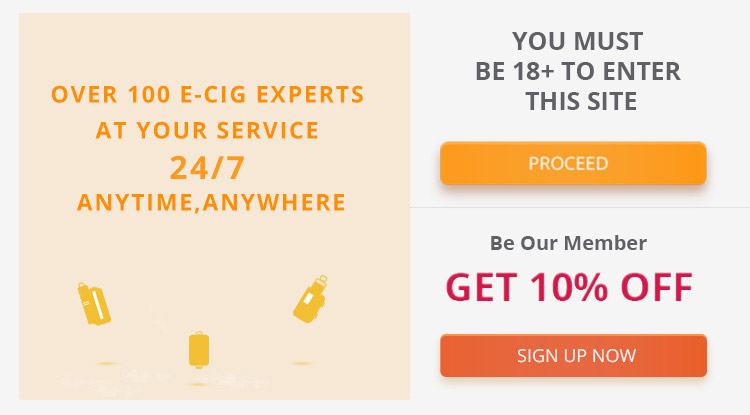 OVER 100 E-CIG EXPERTS
AT YOUR SERVICE
24/7
ANYTIME,ANYWHERE
YOU MUST
BE 18+ TO ENTER
THIS SITE
PROCEED
Be Our Member
GET 10% OFF
SIGN UP NOW